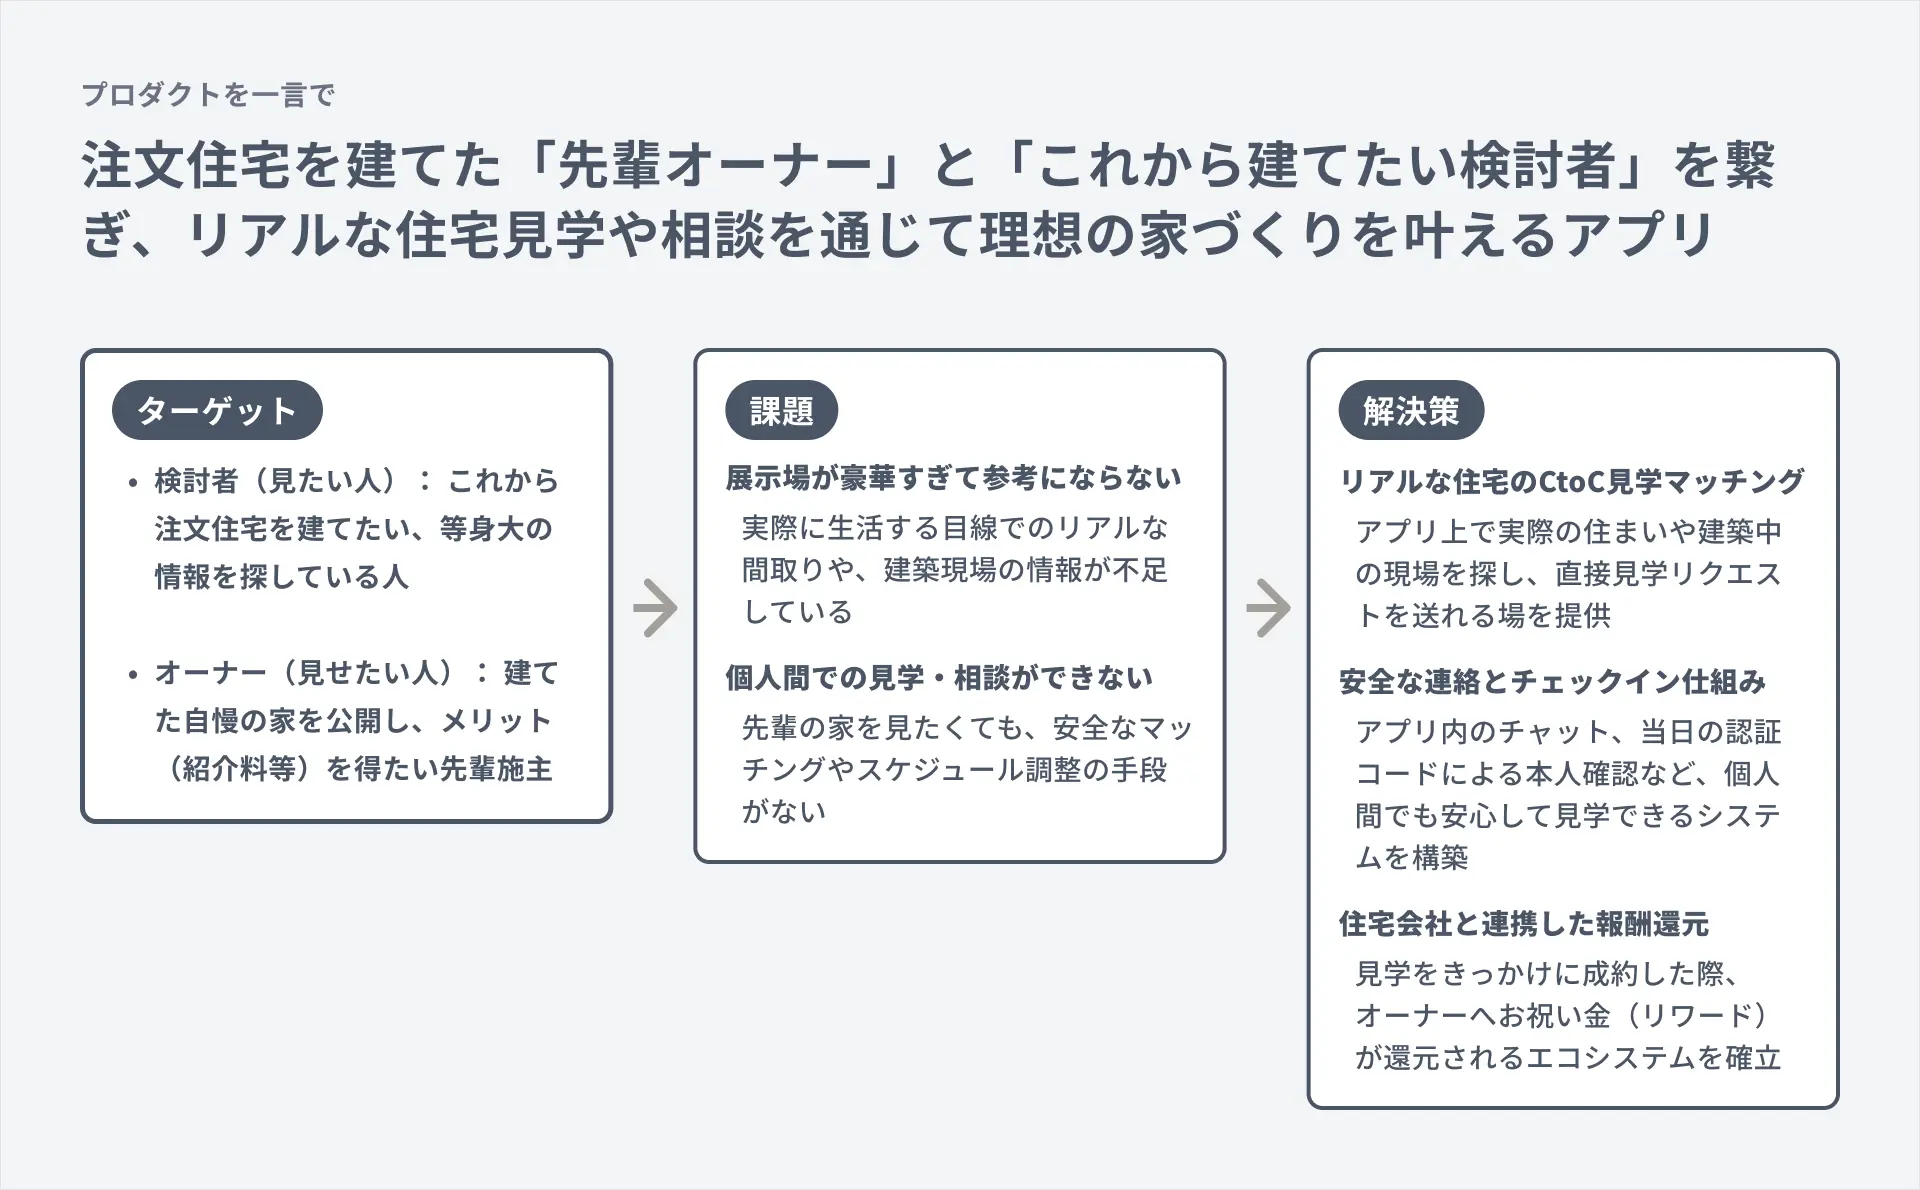 プロダクトを一言で
注文住宅を建てた「先輩オーナー」と「これから建てたい検討者」を繋
ぎ、リアルな住宅見学や相談を通じて理想の家づくりを叶えるアプリ
ターゲット
• 検討者（見たい人）： これから
注文住宅を建てたい、等身大の
情報を探している人
• オーナー（見せたい人）： 建て
た自慢の家を公開し、メリット
（紹介料等）を得たい先輩施主
課題
展示場が豪華すぎて参考にならない
実際に生活する目線でのリアルな
間取りや、建築現場の情報が不足
している
個人間での見学・相談ができない
先輩の家を見たくても、安全なマッ
チングやスケジュール調整の手段
がない
解決策
リアルな住宅のCtoC見学マッチング
アプリ上で実際の住まいや建築中
の現場を探し、直接見学リクエス
トを送れる場を提供
安全な連絡とチェックイン仕組み
アプリ内のチャット、当日の認証
コードによる本人確認など、個人
間でも安心して見学できるシステ
ムを構築
住宅会社と連携した報酬還元
見学をきっかけに成約した際、
オーナーへお祝い金（リワード）
が還元されるエコシステムを確立